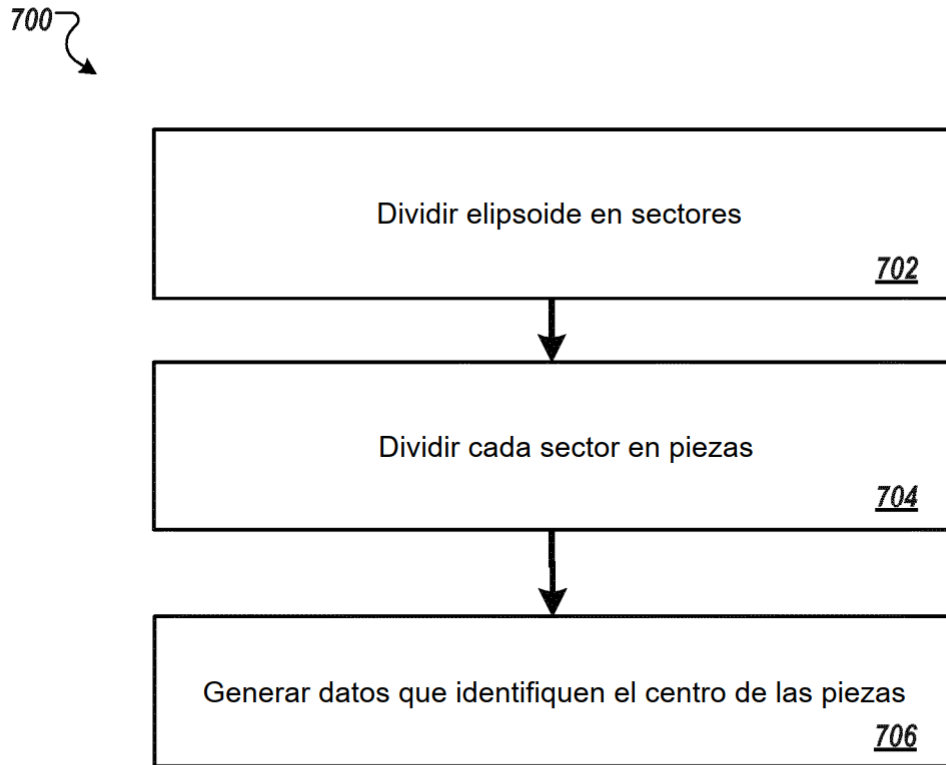 700
Dividir elipsoide en sectores
702
Dividir cada sector en piezas
704
Generar datos que identifiquen el centro de las piezas
706